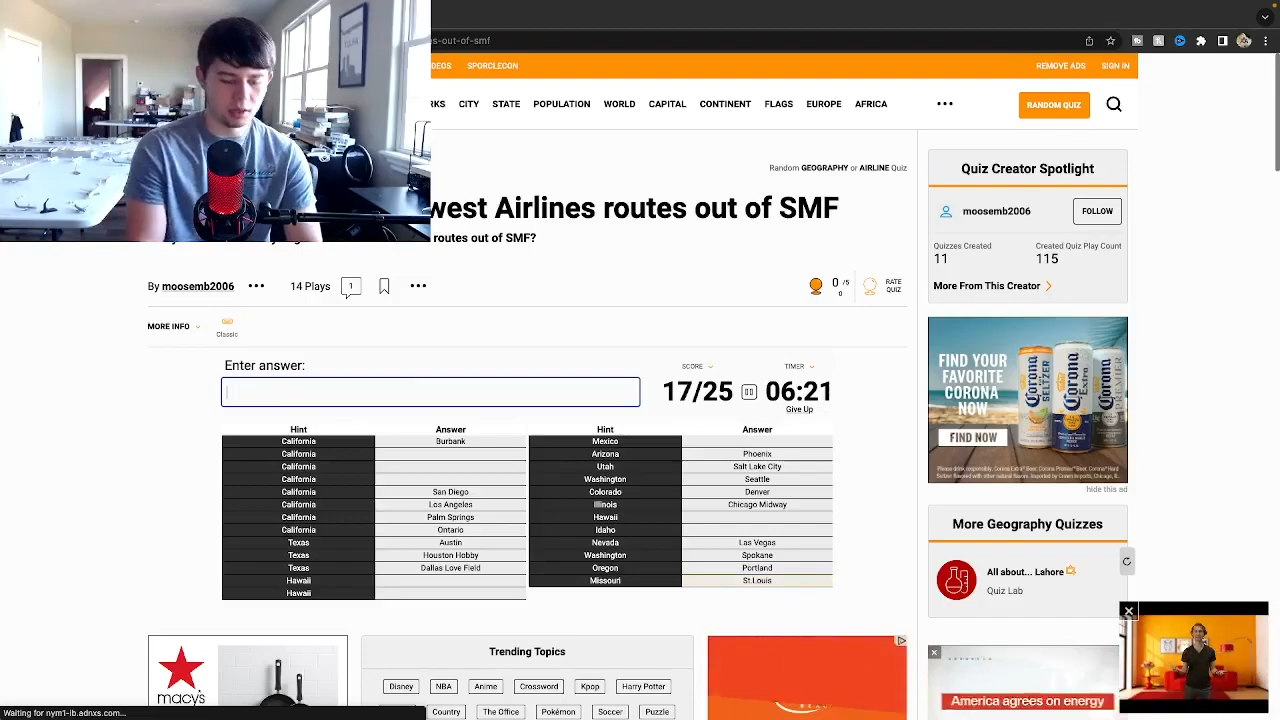 s-out-of-smf
DEOS SPORCLECON REMOVE ADS SIGN IN
RKS CITY STATE POPULATION WORLD CAPITAL CONTINENT FLAGS EUROPE AFRICA ••• RANDOM QUIZ
Random GEOGRAPHY or AIRLINE Quiz
west Airlines routes out of SMF
routes out of SMF?
By moosemb2006 ••• 14 Plays 1 •••
0 /5
0
RATE
QUIZ
MORE INFO
Classic
Enter answer:
SCORE
17/25
TIMER
06:21
Give Up
Hint Answer Hint Answer
California Burbank Mexico
California Arizona Phoenix
California Utah Salt Lake City
California Washington Seattle
California San Diego Colorado Denver
California Los Angeles Illinois Chicago Midway
California Palm Springs Hawaii
California Ontario Idaho
Texas Austin Nevada Las Vegas
Texas Houston Hobby Washington Spokane
Texas Dallas Love Field Oregon Portland
Hawaii Missouri St.Louis
Hawaii
Quiz Creator Spotlight
moosemb2006 FOLLOW
Quizzes Created Created Quiz Play Count
11 115
More From This Creator
FIND YOUR
FAVORITE
CORONA
NOW
FIND NOW
hide this ad
More Geography Quizzes
All about... Lahore
Quiz Lab
macys
Trending Topics
Disney NBA Anime Crossword Kpop Harry Potter
Country The Office Pokémon Soccer Puzzle
America agrees on energy
Waiting for nym1-ib.adnxs.com...